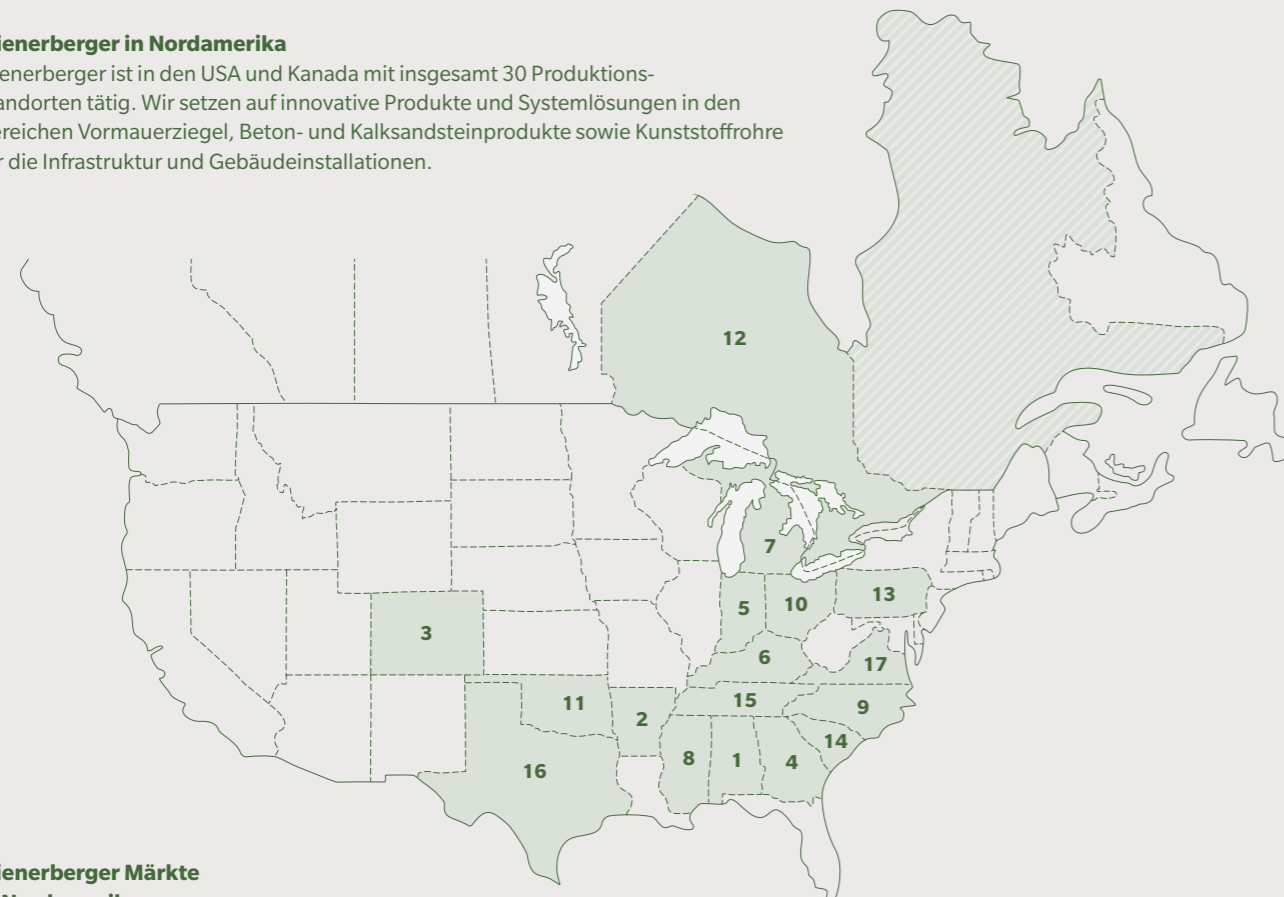 ienerberger in Nordamerika
enerberger ist in den USA und Kanada mit insgesamt 30 Produktions-
andorten tätig. Wir setzen auf innovative Produkte und Systemlösungen in den
ereichen Vormauerziegel, Beton- und Kalksandsteinprodukte sowie Kunststoffrohre
r die Infrastruktur und Gebäudeinstallationen.
12
7
13
5
10
3
6
17
15
11
9
2
14
8
1
4
16
ienerberger Märkte